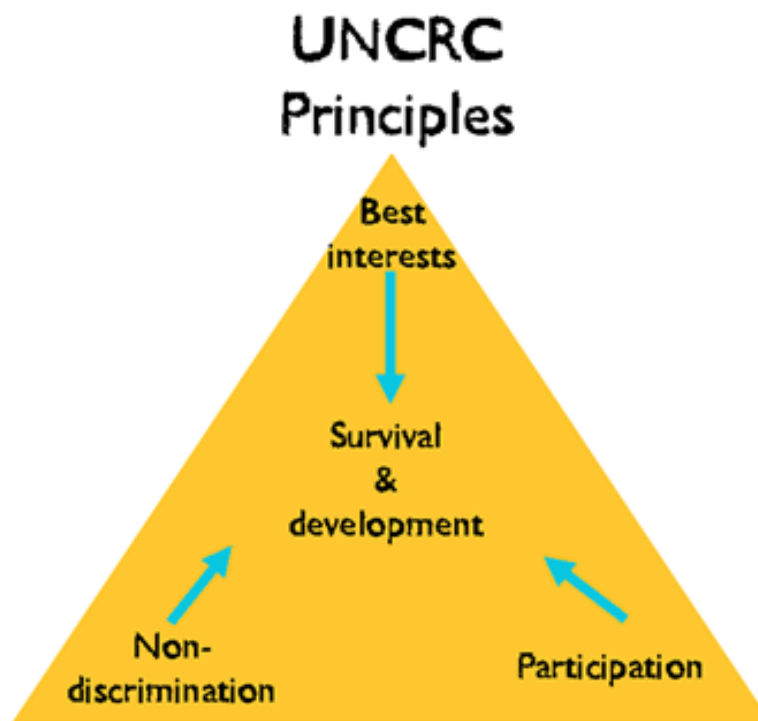 UNCRC
Principles
Best
interests
Survival
&
development
Non-
discrimination
Participation